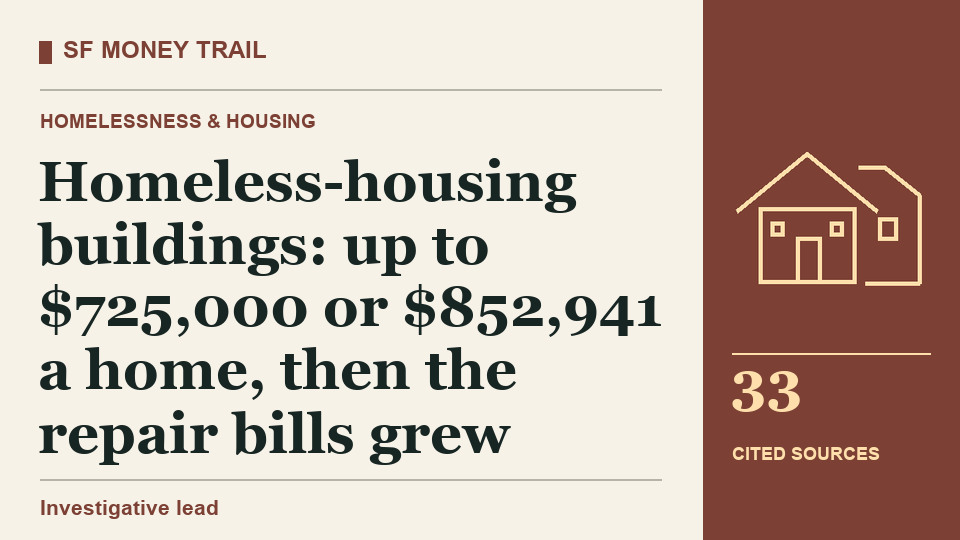 SF MONEY TRAIL
HOMELESSNESS & HOUSING
Homeless-housing
buildings: up to
$725,000 or $852,941
a home, then the
repair bills grew
Investigative lead
33
CITED SOURCES